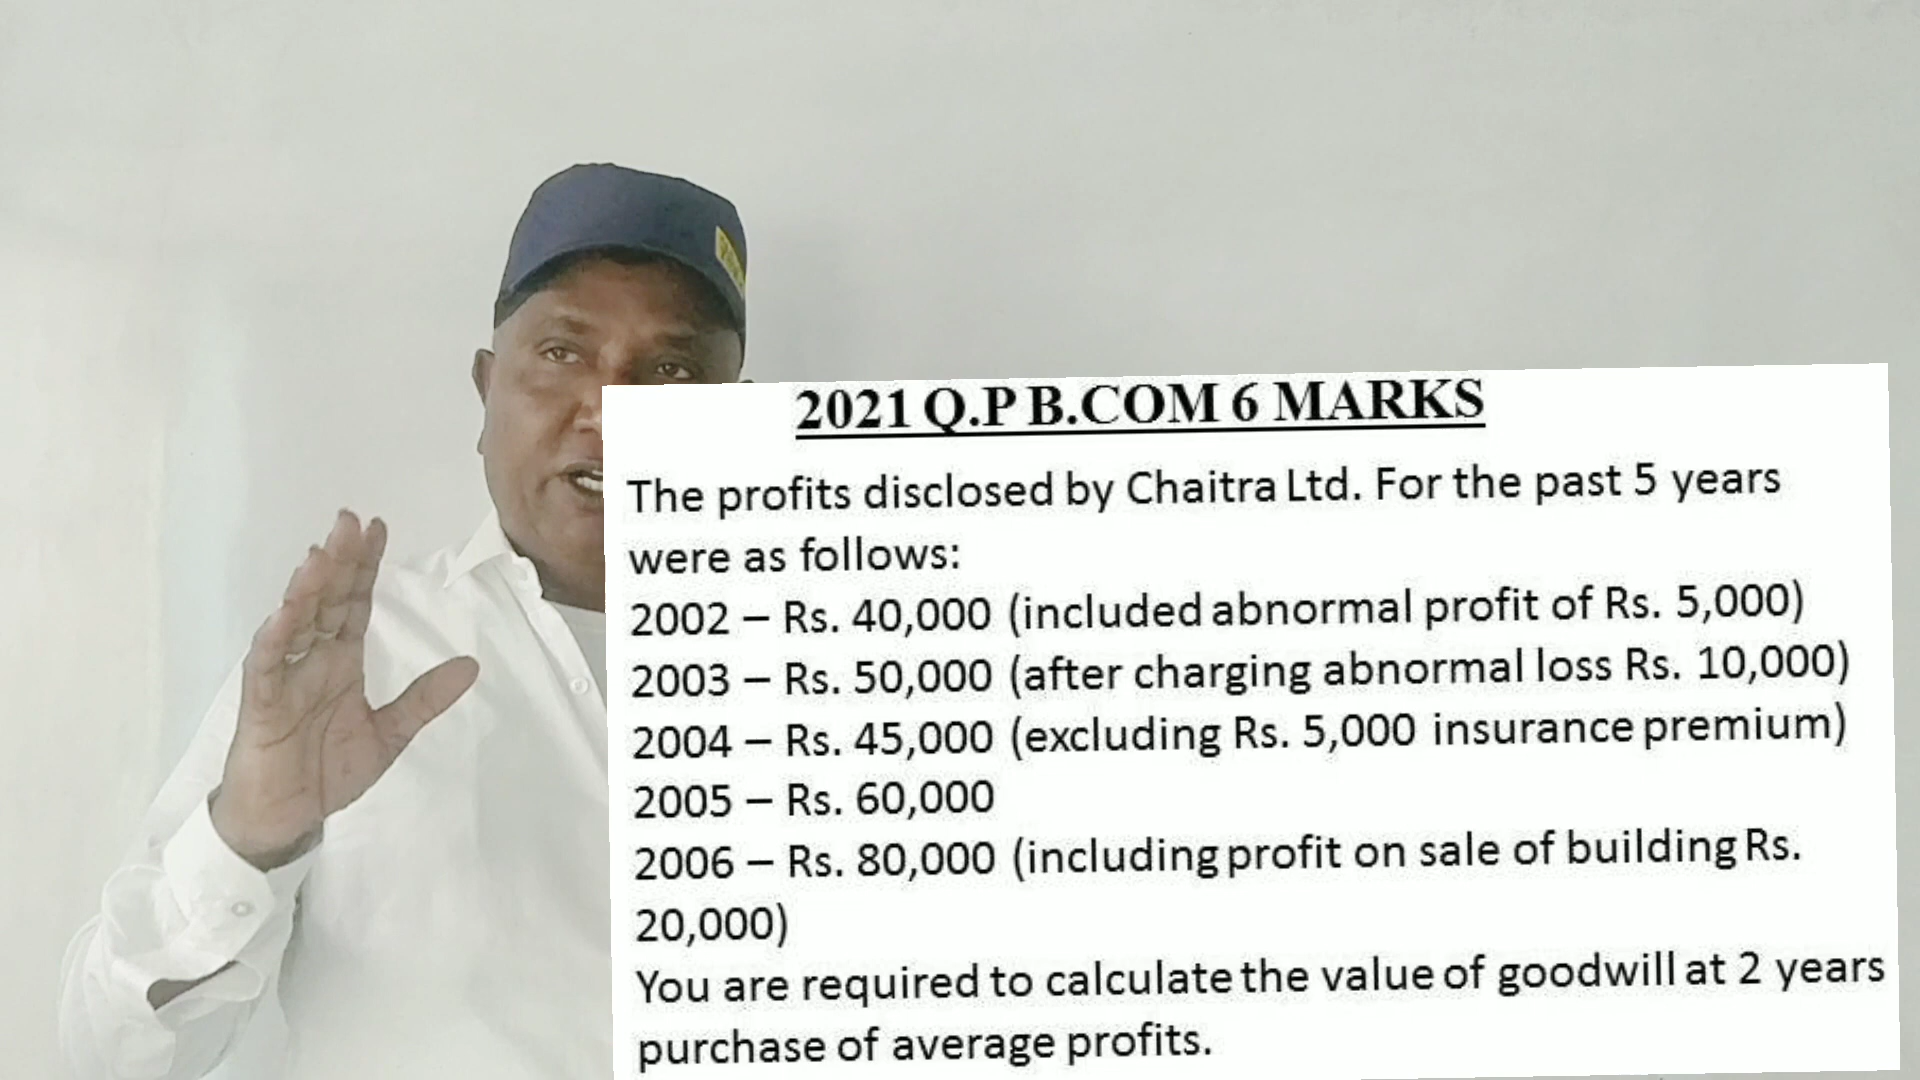 2021 Q.P B.COM 6 MARKS
The profits disclosed by Chaitra Ltd. For the past 5 years
were as follows:
2002 – Rs. 40,000 (included abnormal profit of Rs. 5,000)
2003 – Rs. 50,000 (after charging abnormal loss Rs. 10,000)
2004 – Rs. 45,000 (excluding Rs. 5,000 insurance premium)
2005 – Rs. 60,000
2006 – Rs. 80,000 (including profit on sale of building Rs.
20,000)
You are required to calculate the value of goodwill at 2 years
purchase of average profits.